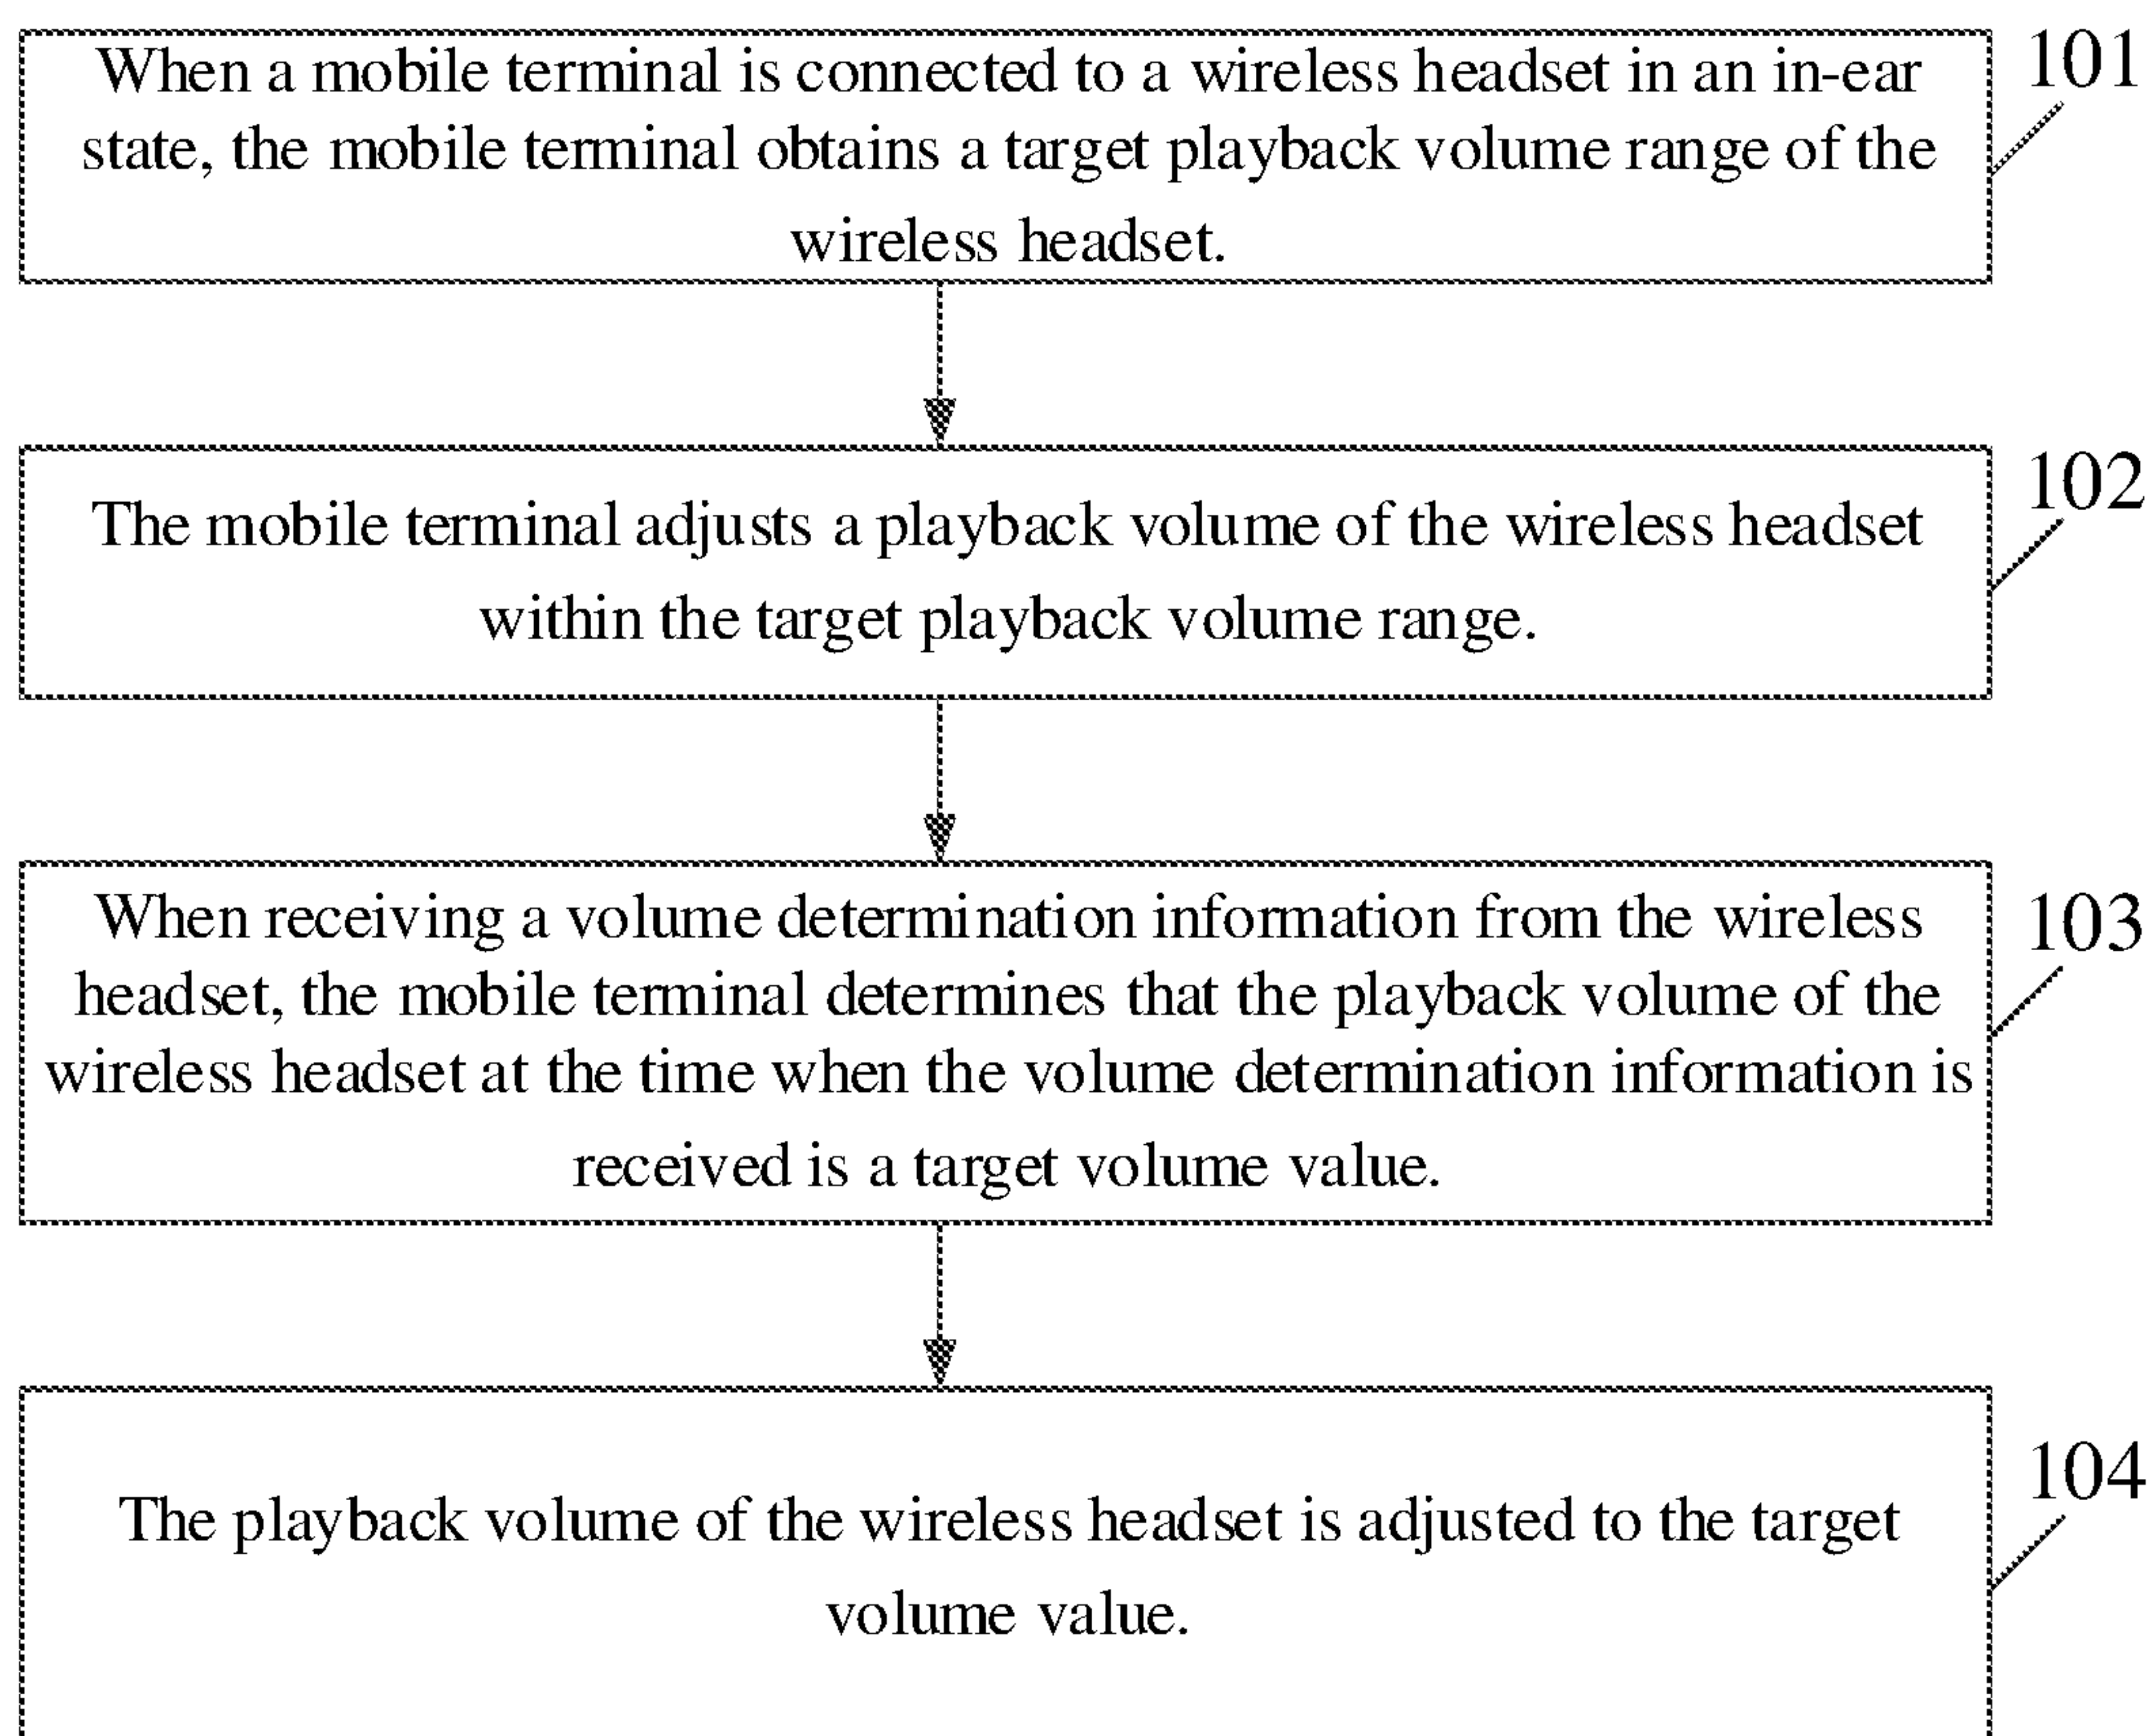 When a mobile terminal is connected to a wireless headset in an in-ear
state, the mobile terminal obtains a target playback volume range of the
wireless headset.
101
The mobile terminal adjusts a playback volume of the wireless headset
within the target playback volume range.
102
When receiving a volume determination information from the wireless
headset, the mobile terminal determines that the playback volume of the
wireless headset at the time when the volume determination information is
received is a target volume value.
103
The playback volume of the wireless headset is adjusted to the target
volume value.
104